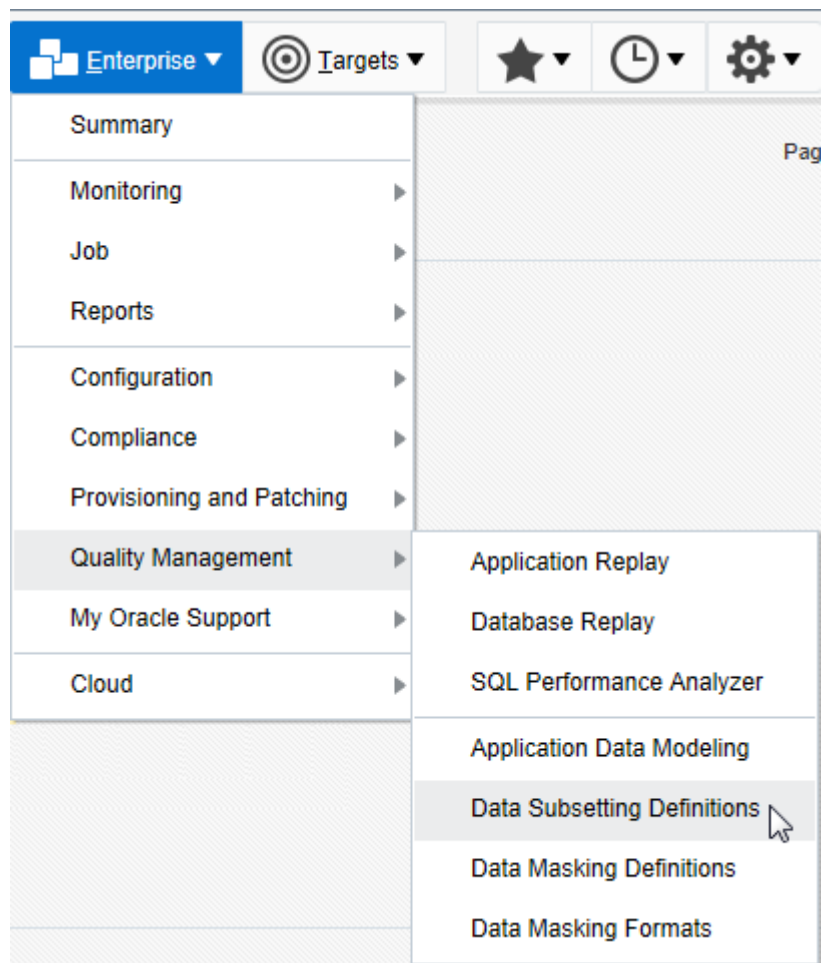 Enterprise Targets
Summary
Pag
Monitoring
Job
Reports
Configuration
Compliance
Provisioning and Patching
Quality Management
My Oracle Support
Cloud
Application Replay
Database Replay
SQL Performance Analyzer
Application Data Modeling
Data Subsetting Definitions
Data Masking Definitions
Data Masking Formats